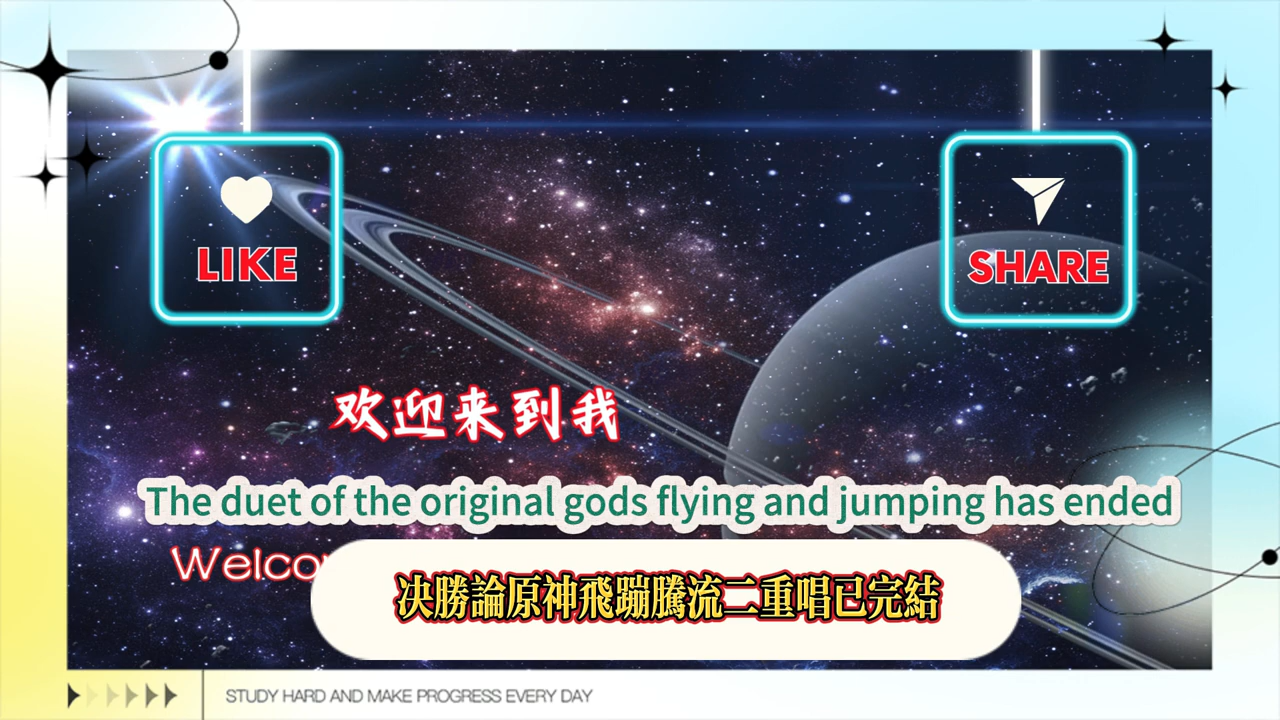 LIKE
SHARE
欢迎来到我
The duet of the original gods flying and jumping has ended
决勝論原神飛蹦騰流二重唱已完結
STUDY HARD AND MAKE PROGRESS EVERY DAY